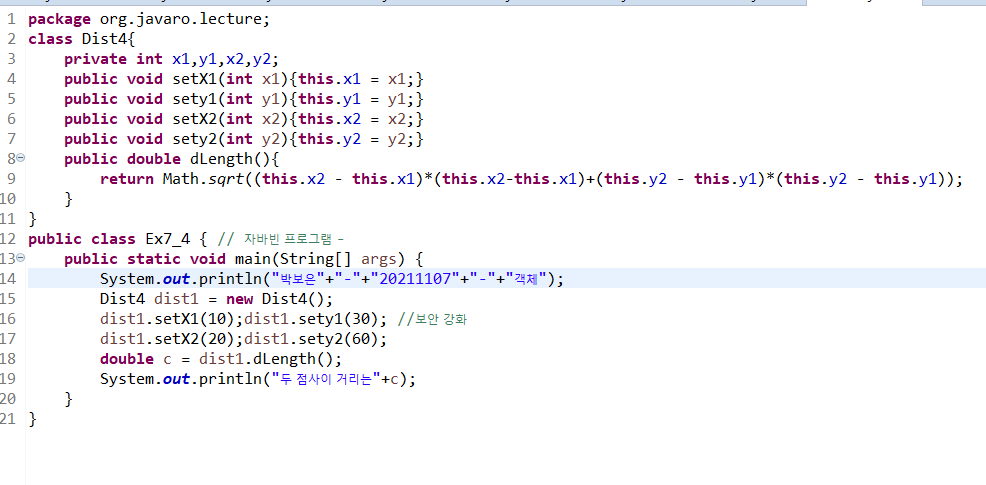 1 package org.javaro.lecture;
2 class Dist4{
3     private int x1,y1,x2,y2;
4     public void setX1(int x1){this.x1 = x1;}
5     public void sety1(int y1){this.y1 = y1;}
6     public void setX2(int x2){this.x2 = x2;}
7     public void sety2(int y2){this.y2 = y2;}
8     public double dLength(){
9         return Math.sqrt((this.x2 - this.x1)*(this.x2-this.x1)+(this.y2 - this.y1)*(this.y2 - this.y1));
10     }
11 }
12 public class Ex7_4 { // 자바빈 프로그램 -
13     public static void main(String[] args) {
14         System.out.println("박보은"+"-"+"20211107"+"-"+"객체");
15         Dist4 dist1 = new Dist4();
16         dist1.setX1(10);dist1.sety1(30); //보안 강화
17         dist1.setX2(20);dist1.sety2(60);
18         double c = dist1.dLength();
19         System.out.println("두 점사이 거리는"+c);
20     }
21 }